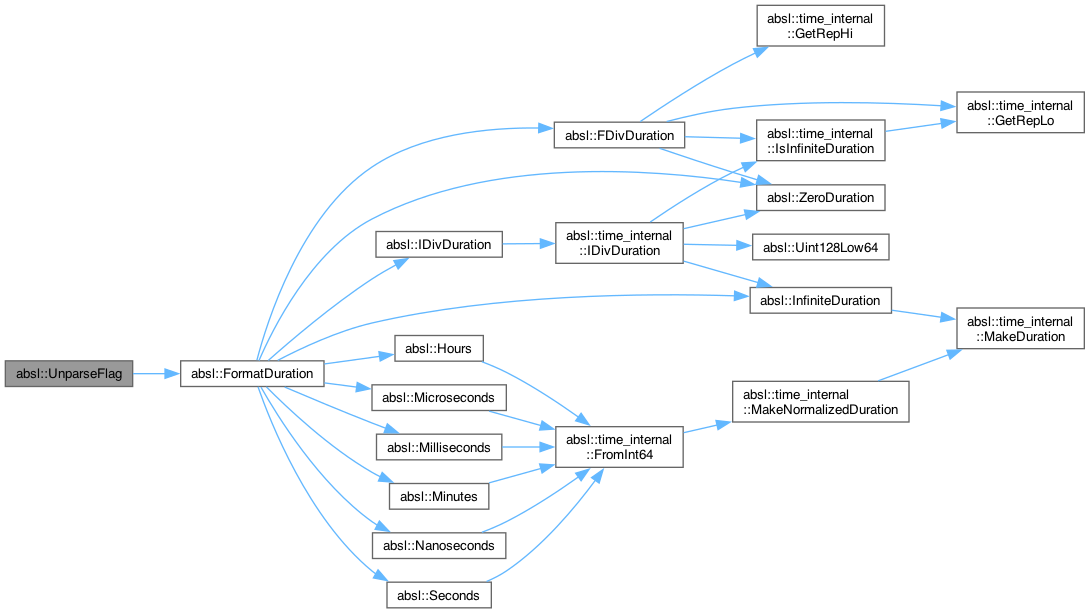 absl::UnparseFlag
absl::FormatDuration
absl::FDivDuration
absl::IDivDuration
absl::Hours
absl::Microseconds
absl::Milliseconds
absl::Minutes
absl::Nanoseconds
absl::Seconds
absl::time_internal
::IDivDuration
absl::time_internal
::FromInt64
absl::time_internal
::GetRepHi
absl::time_internal
::IsInfiniteDuration
absl::ZeroDuration
absl::Uint128Low64
absl::InfiniteDuration
absl::time_internal
::MakeNormalizedDuration
absl::time_internal
::GetRepLo
absl::time_internal
::MakeDuration